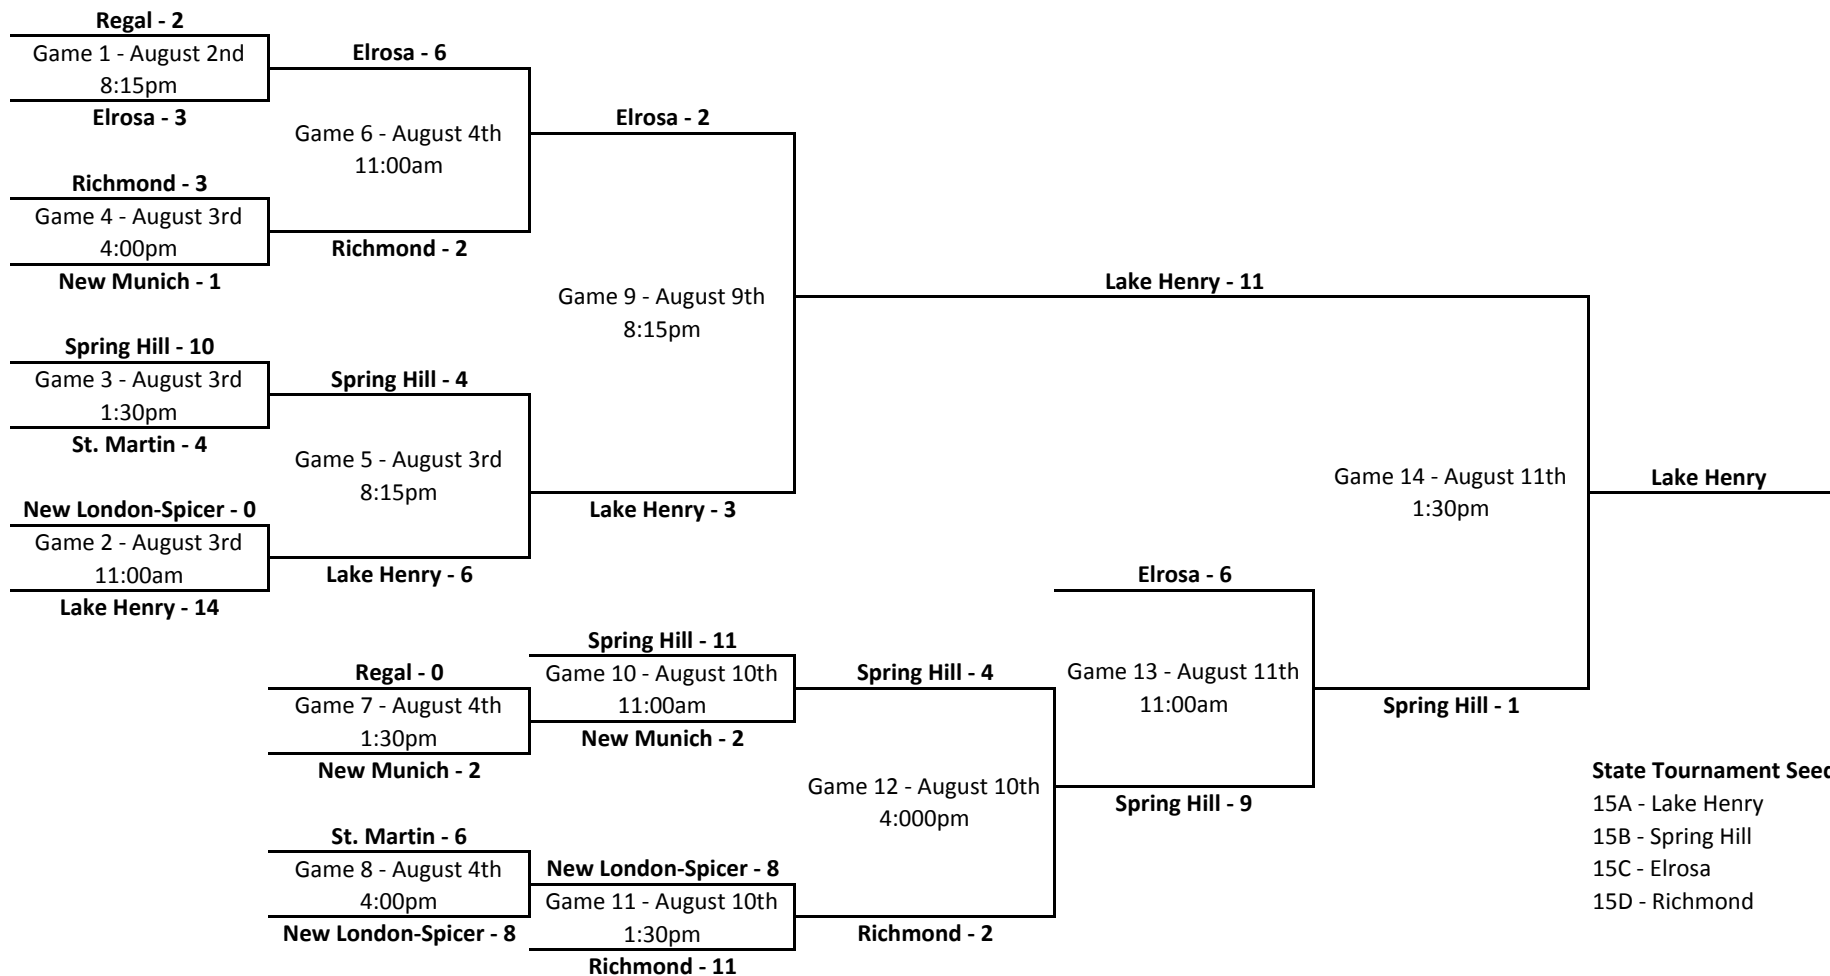 Regal - 2
Game 1 - August 2nd
8:15pm
Elrosa - 3
Elrosa - 6
Game 6 - August 4th
11:00am
Richmond - 2
Richmond - 3
Game 4 - August 3rd
4:00pm
New Munich - 1
Elrosa - 2
Game 9 - August 9th
8:15pm
Lake Henry - 3
Spring Hill - 10
Game 3 - August 3rd
1:30pm
St. Martin - 4
Spring Hill - 4
Game 5 - August 3rd
8:15pm
Lake Henry - 6
New London-Spicer - 0
Game 2 - August 3rd
11:00am
Lake Henry - 14
Lake Henry - 11
Game 14 - August 11th
1:30pm
Lake Henry
Regal - 0
Game 7 - August 4th
1:30pm
New Munich - 2
Spring Hill - 11
Game 10 - August 10th
11:00am
New Munich - 2
Spring Hill - 4
Game 12 - August 10th
4:000pm
Richmond - 2
Elrosa - 6
Game 13 - August 11th
11:00am
Spring Hill - 9
Spring Hill - 1
St. Martin - 6
Game 8 - August 4th
4:00pm
New London-Spicer - 8
New London-Spicer - 8
Game 11 - August 10th
1:30pm
Richmond - 11
State Tournament Seed
15A - Lake Henry
15B - Spring Hill
15C - Elrosa
15D - Richmond